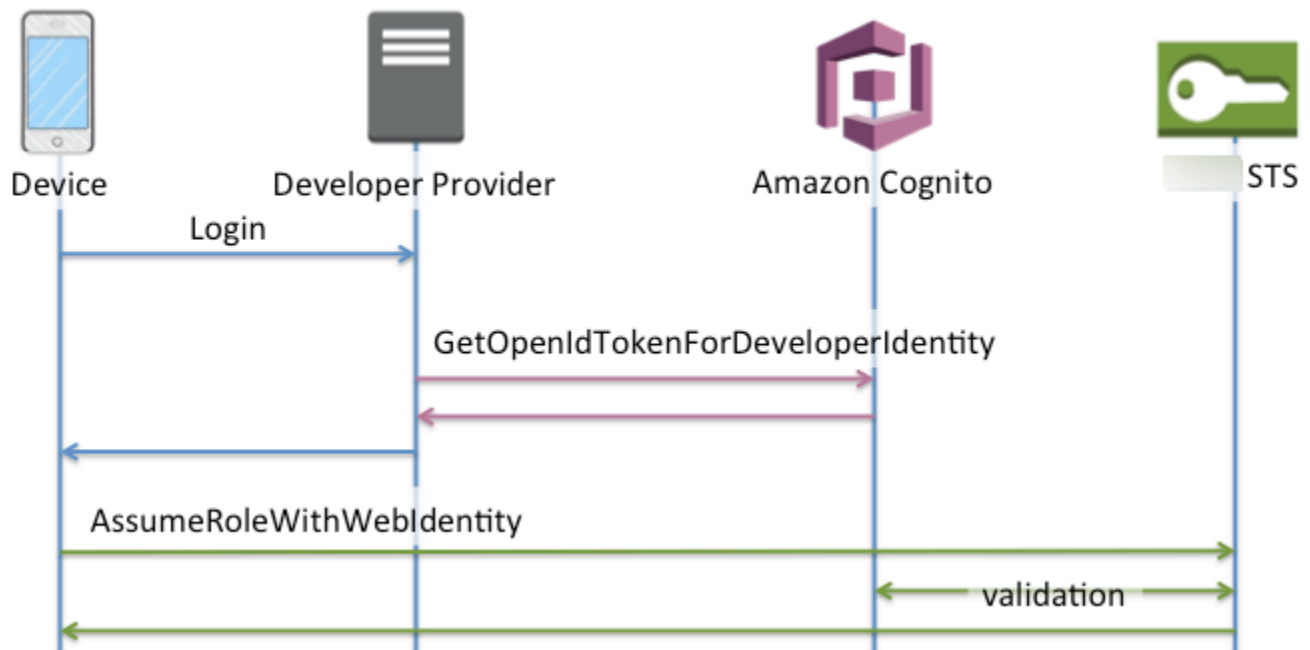 Device
Developer Provider
Amazon Cognito
STS
Login
GetOpenIdTokenForDeveloperIdentity
AssumeRoleWithWebIdentity
validation